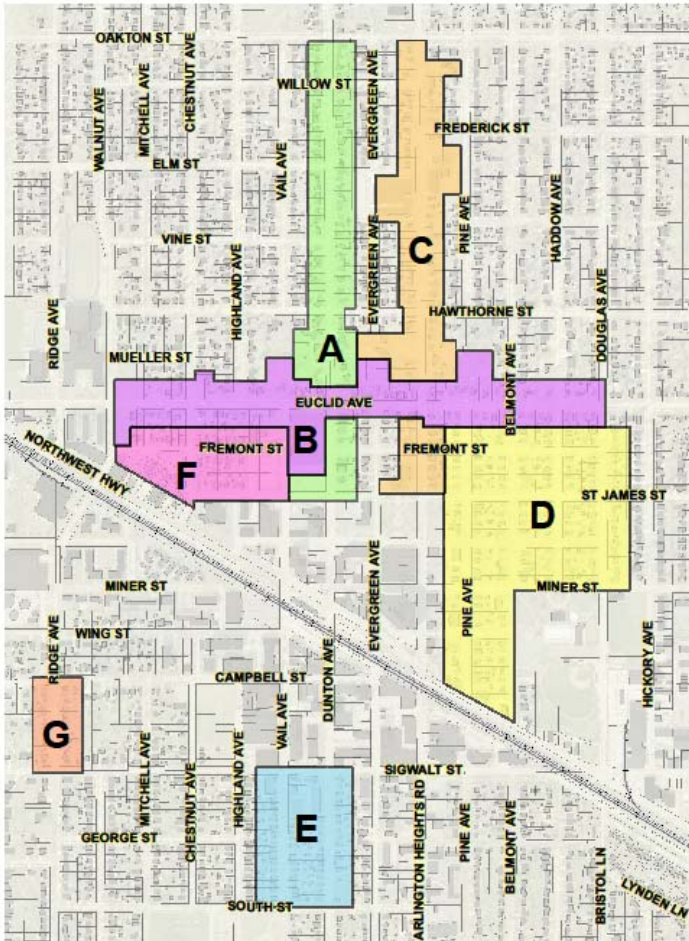 OAKTON ST
WALNUT AVE
MITCHELL AVE
CHESTNUT AVE
WILLOW ST
EVERGREEN AVE
FREDERICK ST
ELM ST
VAIL AVE
VINE ST
HIGHLAND AVE
EVERGREEN AVE
C
PINE AVE
HADDOW AVE
HAWTHORNE ST
DOUGLAS AVE
RIDGE AVE
MUELLER ST
A
BELMONT AVE
EUCLID AVE
B
FREMONT ST
FREMONT ST
F
NORTHWEST HWY
ST JAMES ST
D
MINER ST
MINER ST
EVERGREEN AVE
PINE AVE
WING ST
RIDGE AVE
CAMPBELL ST
DUNTON AVE
VAIL AVE
HICKORY AVE
G
SIGWALT ST
MITCHELL AVE
CHESTNUT AVE
HIGHLAND AVE
E
GEORGE ST
ARLINGTON HEIGHTS RD
PINE AVE
BELMONT AVE
BRISTOL LN
LYNDEN LN
SOUTH ST